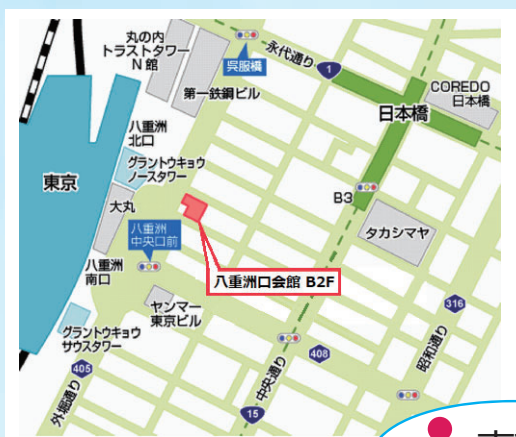 丸の内
トラストタワー
N館
呉服橋
永代通り
1
第一鉄鋼ビル
COREDO
日本橋
日本橋
八重洲
北口
グラントウキョウ
ノースタワー
東京
大丸
B3
タカシマヤ
八重洲
中央口前
八重洲口会館 B2F
八重洲
南口
ヤンマー
東京ビル
316
グラントウキョウ
サウスタワー
408
昭和通り
405
中央通り
外堀通り
15